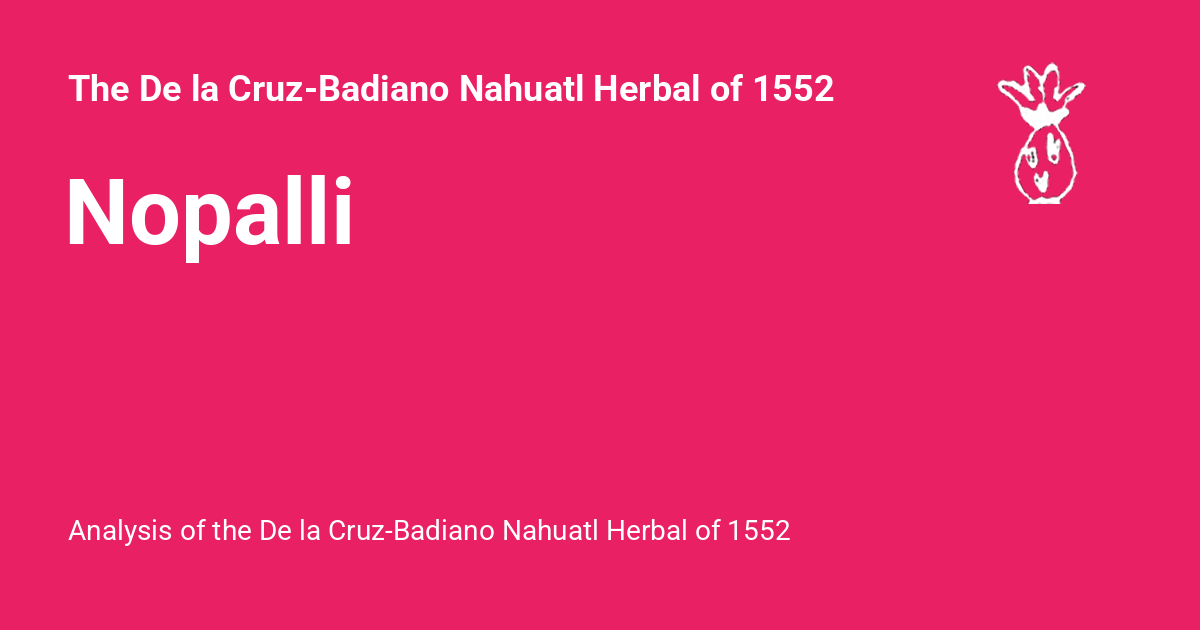 The De la Cruz-Badiano Nahuatl Herbal of 1552
Nopalli
Analysis of the De la Cruz-Badiano Nahuatl Herbal of 1552